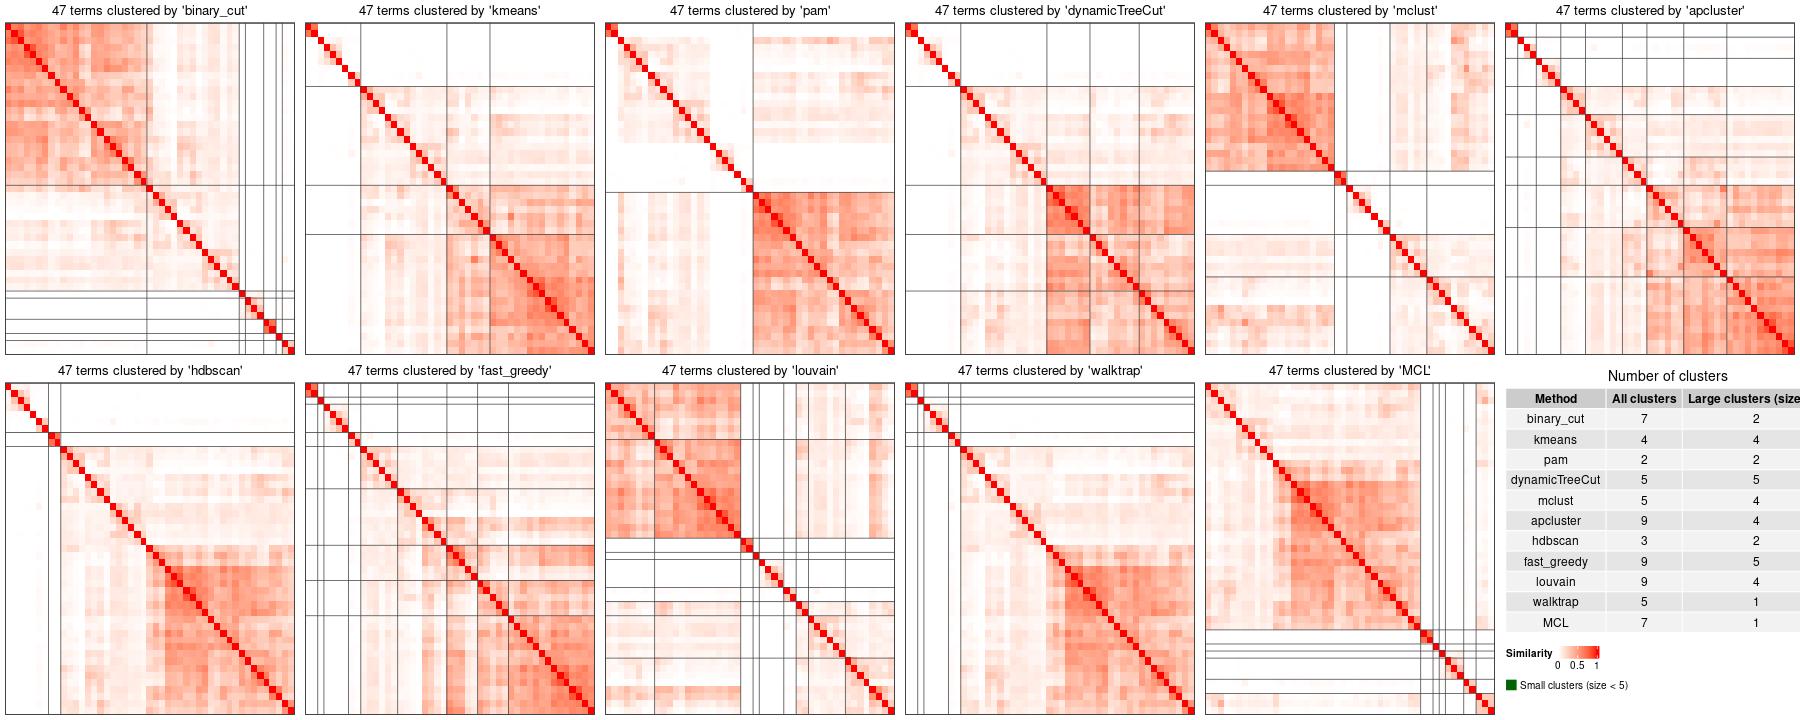 47 terms clustered by 'binary_cut'
47 terms clustered by 'kmeans'
47 terms clustered by 'pam'
47 terms clustered by 'dynamicTreeCut'
47 terms clustered by 'mclust'
47 terms clustered by 'apcluster'
47 terms clustered by 'hdbscan'
47 terms clustered by 'fast_greedy'
47 terms clustered by 'louvain'
47 terms clustered by 'walktrap'
47 terms clustered by 'MCL'
Number of clusters
Method All clusters Large clusters (size
binary_cut 7 2
kmeans 4 4
pam 2 2
dynamicTreeCut 5 5
mclust 5 4
apcluster 9 4
hdbscan 3 2
fast_greedy 9 5
louvain 9 4
walktrap 5 1
MCL 7 1
Similarity
0 0.5 1
Small clusters (size < 5)